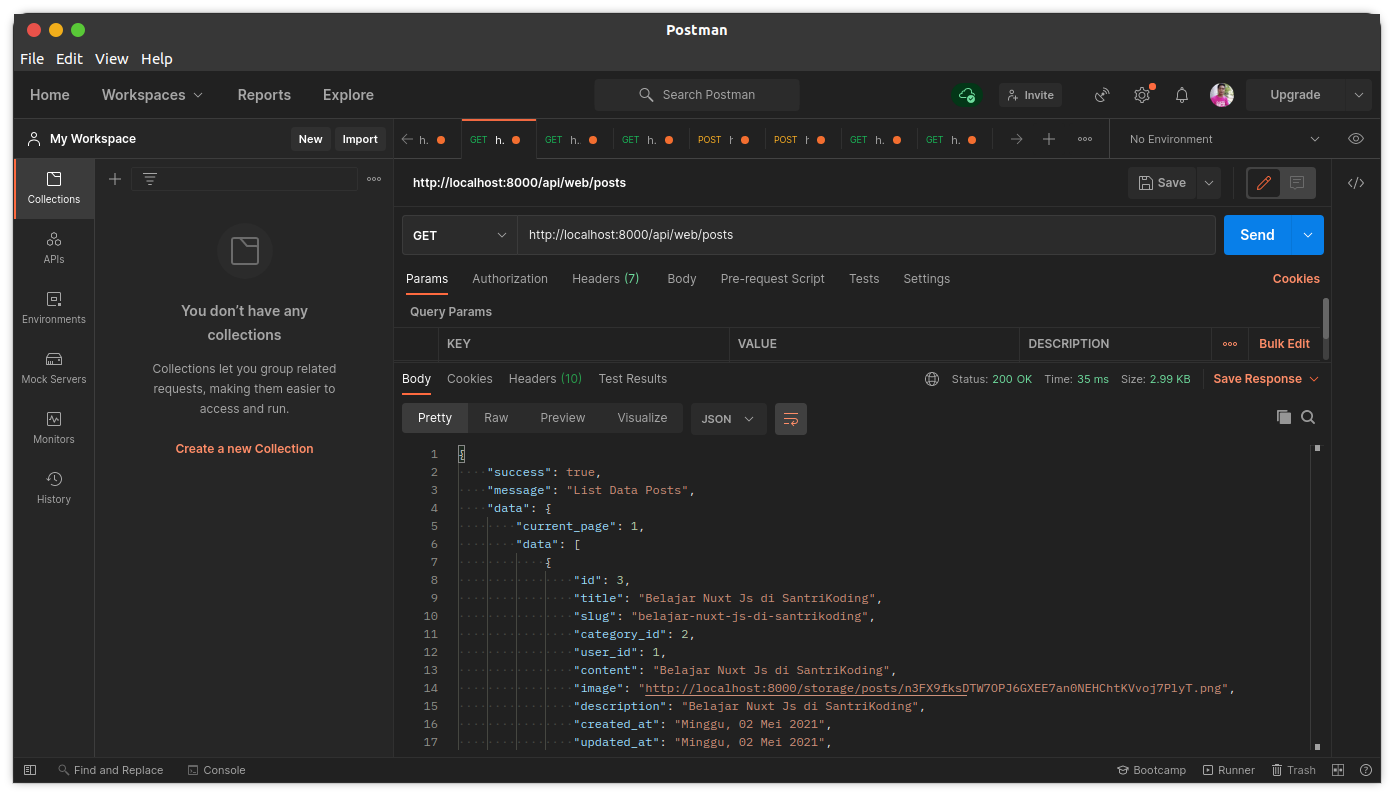 Postman
File Edit View Help
Home Workspaces Reports Explore Search Postman Invite Upgrade
My Workspace New Import h. GET h. GET h. GET h. POST h POST h GET h. GET h. No Environment
Collections
http://localhost:8000/api/web/posts Save
GET http://localhost:8000/api/web/posts Send
APIs
Params Authorization Headers (7) Body Pre-request Script Tests Settings Cookies
Environments
You don't have any
collections
Query Params
KEY VALUE DESCRIPTION Bulk Edit
Mock Servers
Collections let you group related
requests, making them easier to
access and run.
Body Cookies Headers (10) Test Results Status: 200 OK Time: 35 ms Size: 2.99 KB Save Response
Monitors
Create a new Collection
Pretty Raw Preview Visualize JSON
History
1 {
2 "success": true,
3 "message": "List Data Posts",
4 "data": {
5 "current_page": 1,
6 "data": [
7 {
8 "id": 3,
9 "title": "Belajar Nuxt Js di SantriKoding",
10 "slug": "belajar-nuxt-js-di-santrikoding",
11 "category_id": 2,
12 "user_id": 1,
13 "content": "Belajar Nuxt Js di SantriKoding",
14 "image": "http://localhost:8000/storage/posts/n3FX9fksDTW7OPJ6GXEE7an0NEHChtKVvoj7PlyT.png",
15 "description": "Belajar Nuxt Js di SantriKoding",
16 "created_at": "Minggu, 02 Mei 2021",
17 "updated_at": "Minggu, 02 Mei 2021",
Find and Replace Console Bootcamp Runner Trash